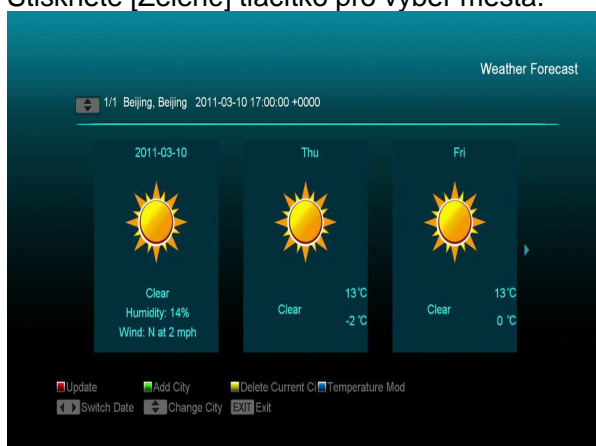 Stiskněte [Zelené] tlačítko pro výběr města.
Weather Forecast
1/1 Beijing, Beijing 2011-03-10 17:00:00 +0000
2011-03-10
Thu
Fri
Clear
Humidity: 14%
Wind: N at 2 mph
13°C
Clear
-2 °C
13°C
Clear
0 °C
Update Add City Delete Current Ci Temperature Mod
Switch Date Change City EXIT Exit